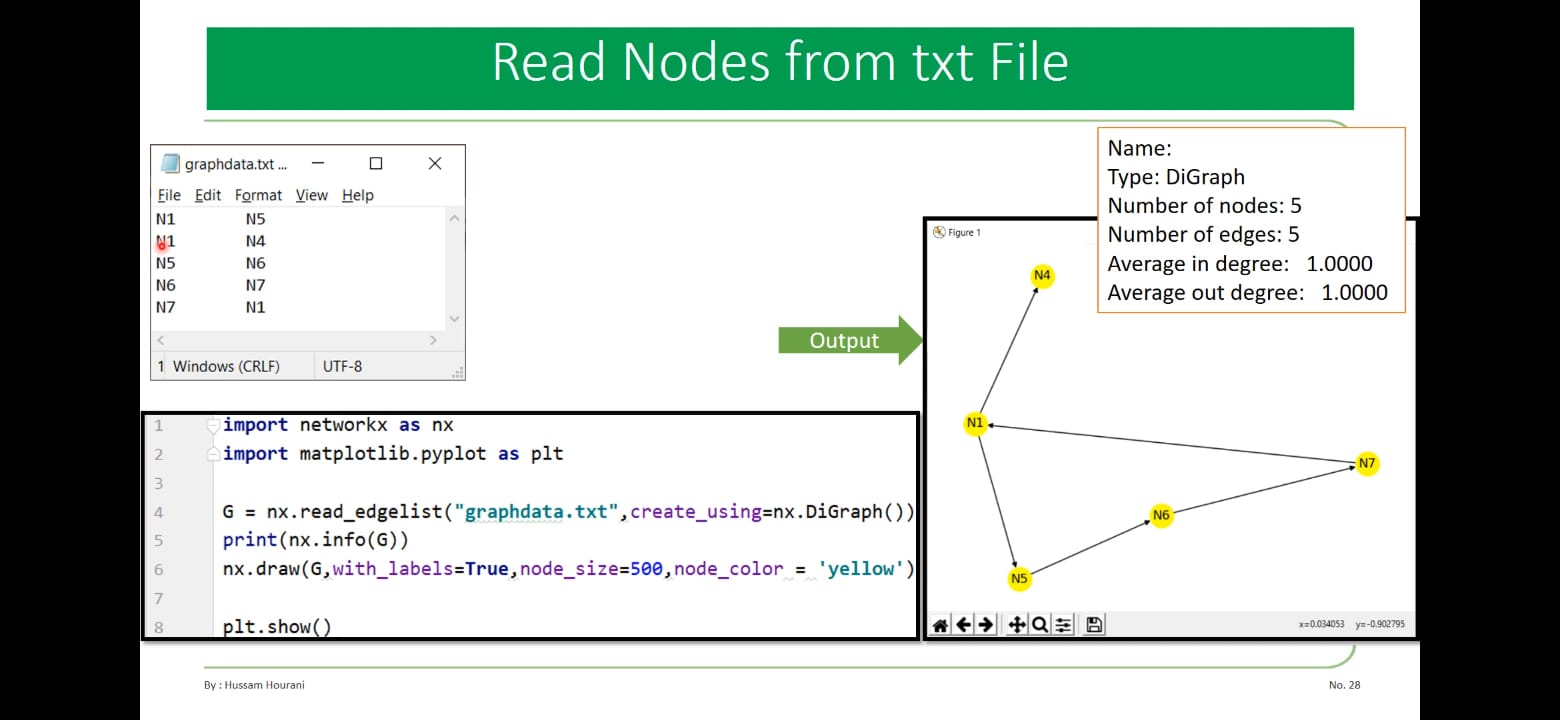 Read Nodes from txt File
graphdata.txt ...
File Edit Format View Help
N1 N5
N1 N4
N5 N6
N6 N7
N7 N1
1 Windows (CRLF) UTF-8
Output
Name:
Type: DiGraph
Number of nodes: 5
Number of edges: 5
Average in degree: 1.0000
Average out degree: 1.0000
Figure 1
N4
N1
N7
N6
N5
x=0.034053 y=-0.902795
1 import networkx as nx
2 import matplotlib.pyplot as plt
3
4 G = nx.read_edgelist("graphdata.txt",create_using=nx.DiGraph())
5 print(nx.info(G))
6 nx.draw(G,with_labels=True,node_size=500,node_color = 'yellow')
7
8 plt.show()
By : Hussam Hourani
No. 28